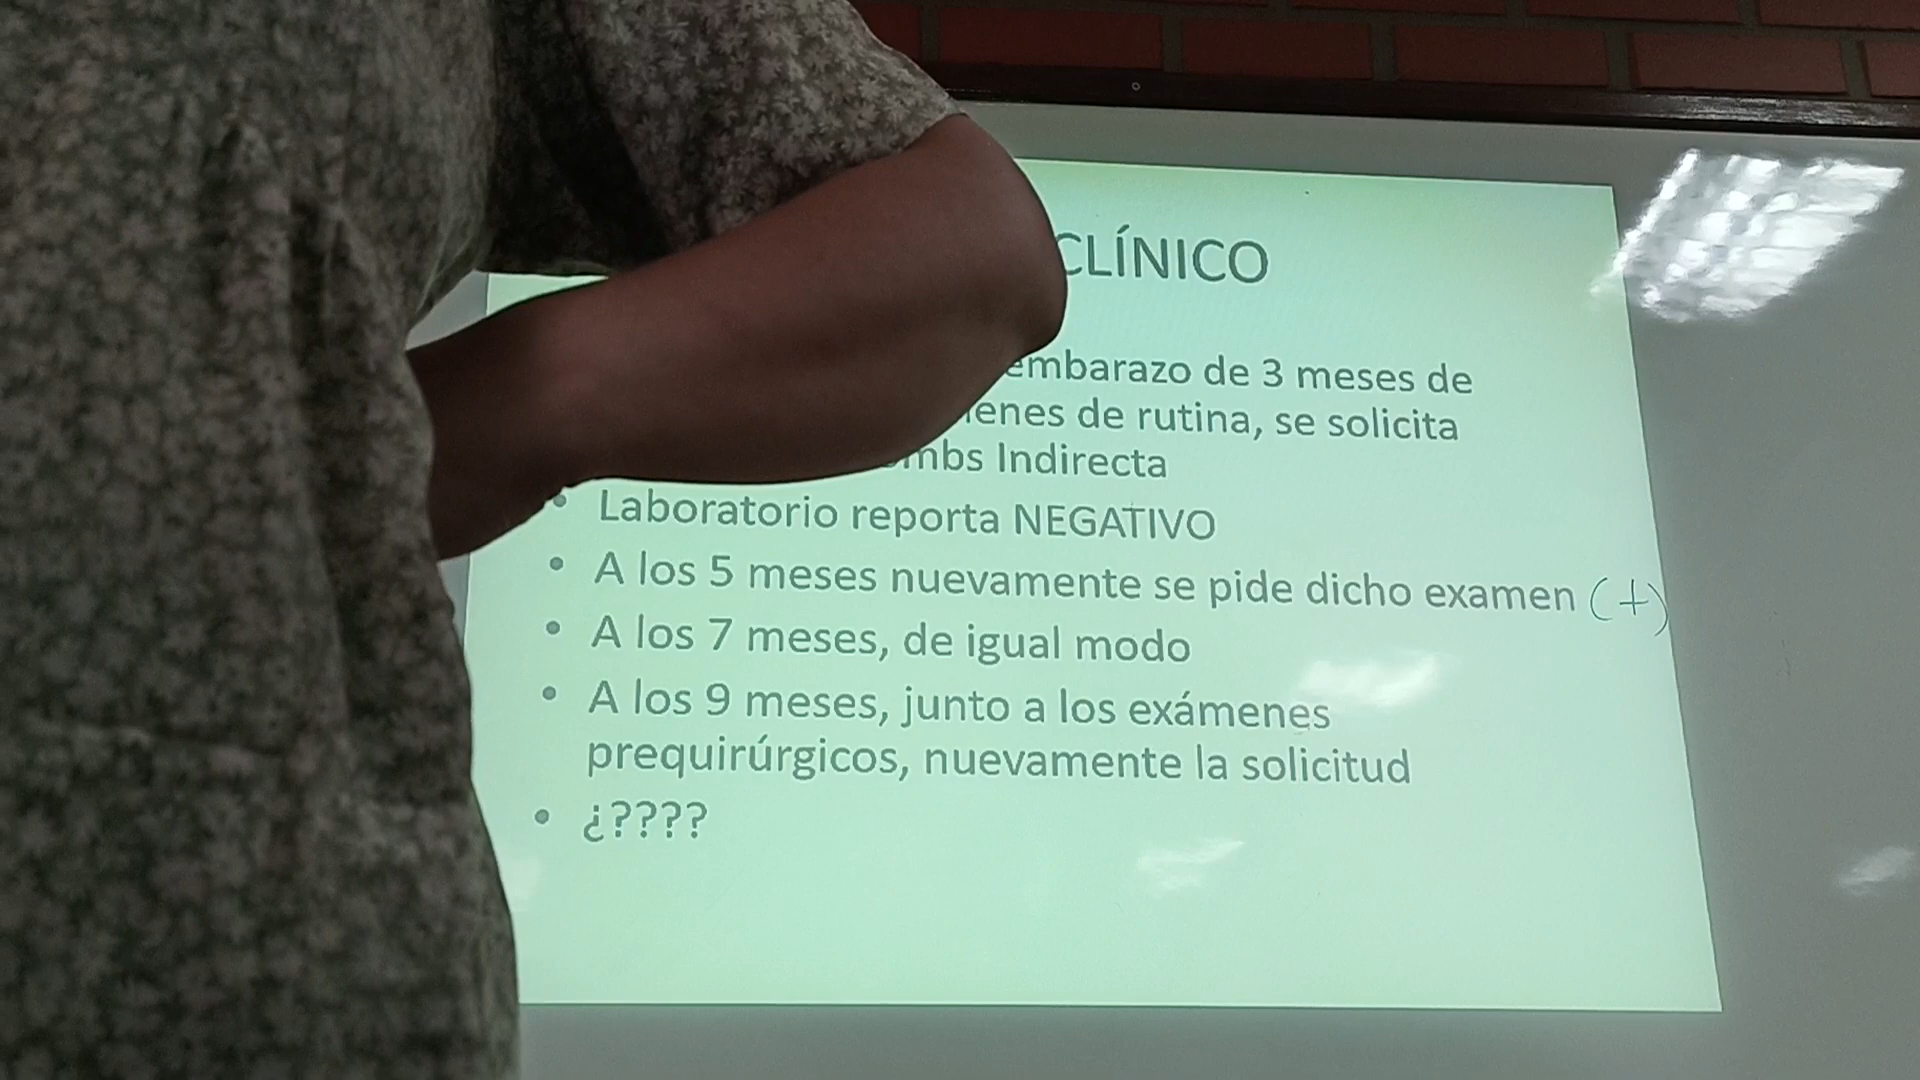 CLÍNICO
embarazo de 3 meses de
de rutina, se solicita
Indirecta
• Laboratorio reporta NEGATIVO
• A los 5 meses nuevamente se pide dicho examen (+)
• A los 7 meses, de igual modo
• A los 9 meses, junto a los exámenes
prequirúrgicos, nuevamente la solicitud
• ¿????